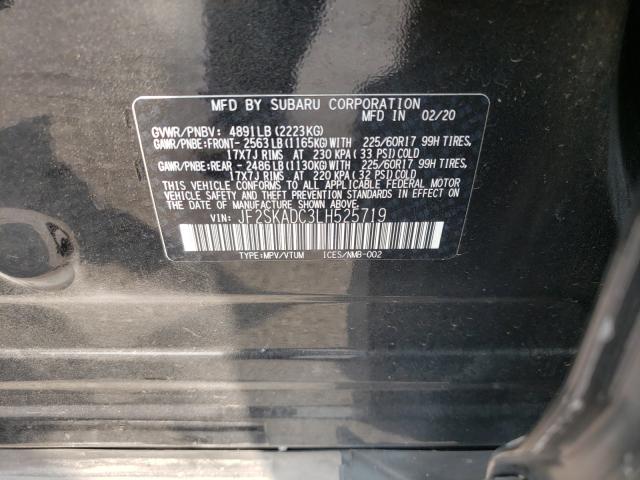 MFD BY SUBARU CORPORATION
MFD IN 02/20
GVWR/PNBV: 4891LB (2223KG)
GAWR/PNBE:FRONT- 2563LB (1165KG)WITH 225/60R17 99H TIRES,
17X7J RIMS AT 230 KPA (33 PSI)COLD
GAWR/PNBE:REAR - 2486LB (1130KG)WITH 225/60R17 99H TIRES,
17X7J RIMS AT 220 KPA (32 PSI)COLD
THIS VEHICLE CONFORMS TO ALL APPLICABLE FEDERAL MOTOR
VEHICLE SAFETY STANDARDS IN EFFECT ON THE DATE OF
MANUFACTURE SHOWN ABOVE.
VIN: JF2SKADC3LH525719
TYPE:MPV/VTUM ICES/NMB-002